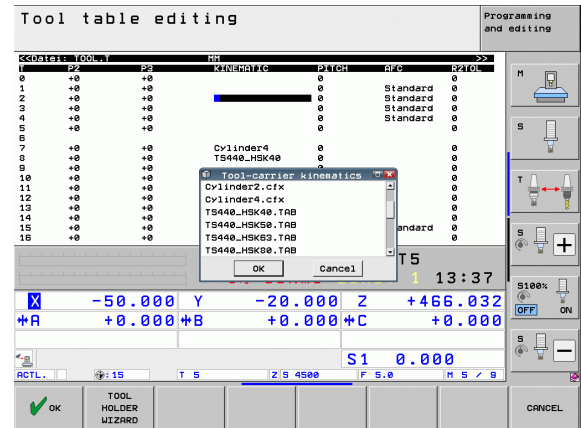 Tool table editing
Programming and editing
<<Datei: TOOL.T MM >>
T P2 P3 KINEMATIC PITCH AFC R2TOL
0 +0 +0 0 0
1 +0 +0 0 Standard 0
2 +0 +0 0 Standard 0
3 +0 +0 0 Standard 0
4 +0 +0 0 Standard 0
5 +0 +0 0 0
6
7 +0 +0 Cylinder4 0 0
8 +0 +0 TS440_HSK40 0 0
9 +0 +0 0
10 +0 +0 0
11 +0 +0 0
12 +0 +0 0
13 +0 +0 0
14 +0 +0 0
15 +0 +0 andard 0
16 +0 +0 0
Tool-carrier kinematics
Cylinder2.cfx
Cylinder4.cfx
TS440_HSK40.TAB
TS440_HSK50.TAB
TS440_HSK63.TAB
TS440_HSK80.TAB
OK Cancel
T5
1 13:37
X -50.000 Y -20.000 Z +466.032
A +0.000 B +0.000 C +0.000
S1 0.000
ACTL. : 15 T 5 Z S 4500 F 5.0 M 5 / 9
OK
TOOL HOLDER WIZARD
CANCEL
M
S
T
S
+
S100%
OFF ON
S
−